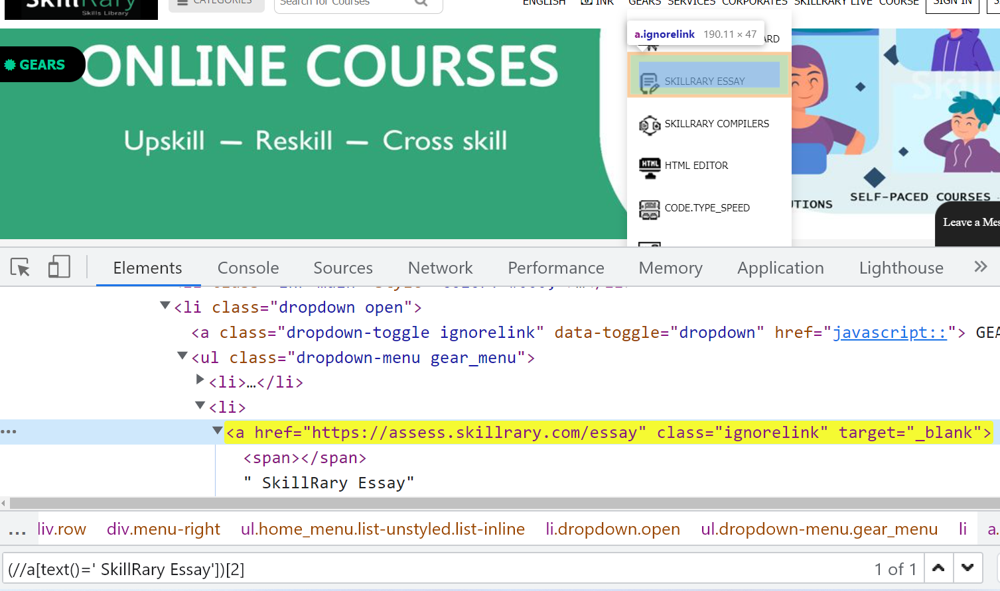 SkillRary
Skills Library
CATEGORIES
Search for Courses
ENGLISH INR GEARS SERVICES CORPORATES SKILLRARY LIVE COURSE SIGN IN
a.ignorelink 190.11 × 47
ARD
GEARS
ONLINE COURSES
Upskill — Reskill — Cross skill
SKILLRARY ESSAY
SKILLRARY COMPILERS
HTML EDITOR
CODE.TYPE_SPEED
HTML
Skill
UTIONS
SELF-PACED COURSES
Leave a Mes
Elements Console Sources Network Performance Memory Application Lighthouse »
<li class="dropdown open">
<a class="dropdown-toggle ignorelink" data-toggle="dropdown" href="javascript::"> GEA
<ul class="dropdown-menu gear_menu">
<li>…</li>
<li>
<a href="https://assess.skillrary.com/essay" class="ignorelink" target="_blank">
<span></span>
" SkillRary Essay"
... liv.row div.menu-right ul.home_menu.list-unstyled.list-inline li.dropdown.open ul.dropdown-menu.gear_menu li a.
(//a[text()=' SkillRary Essay'])[2] 1 of 1